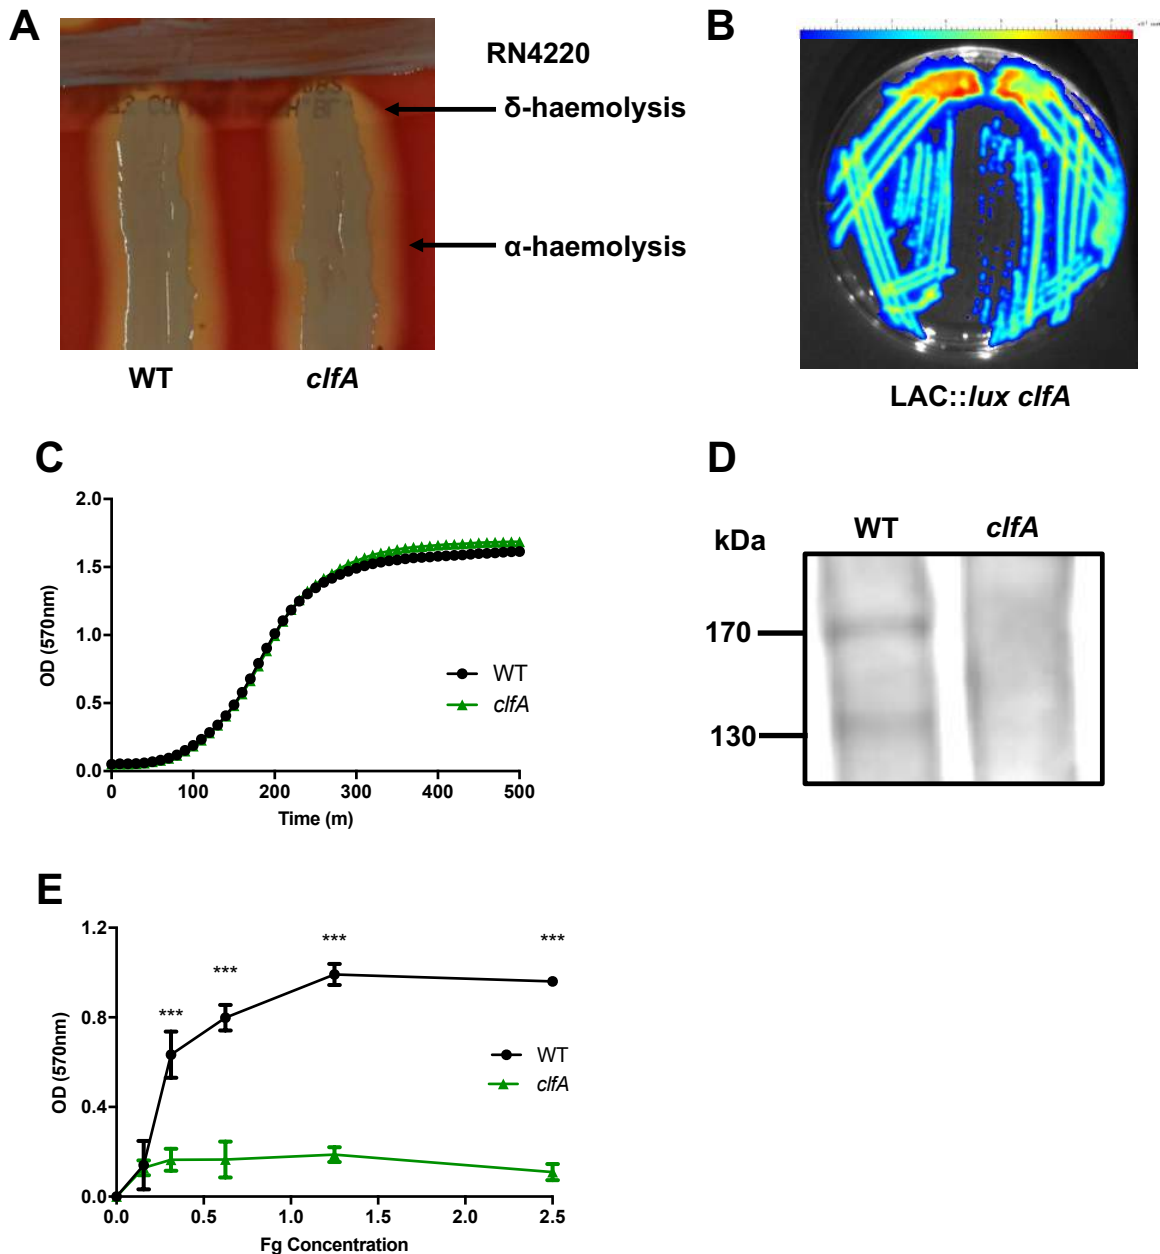 A
RN4220
δ-haemolysis
α-haemolysis
WT
clfA
B
LAC::lux clfA
C
2.0
1.5
1.0
0.5
0.0
OD (570nm)
0
100
200
300
400
500
Time (m)
WT
clfA
D
kDa
WT
clfA
170
130
E
1.2
0.8
0.4
0.0
OD (570nm)
***
***
***
***
WT
clfA
0.0
0.5
1.0
1.5
2.0
2.5
Fg Concentration